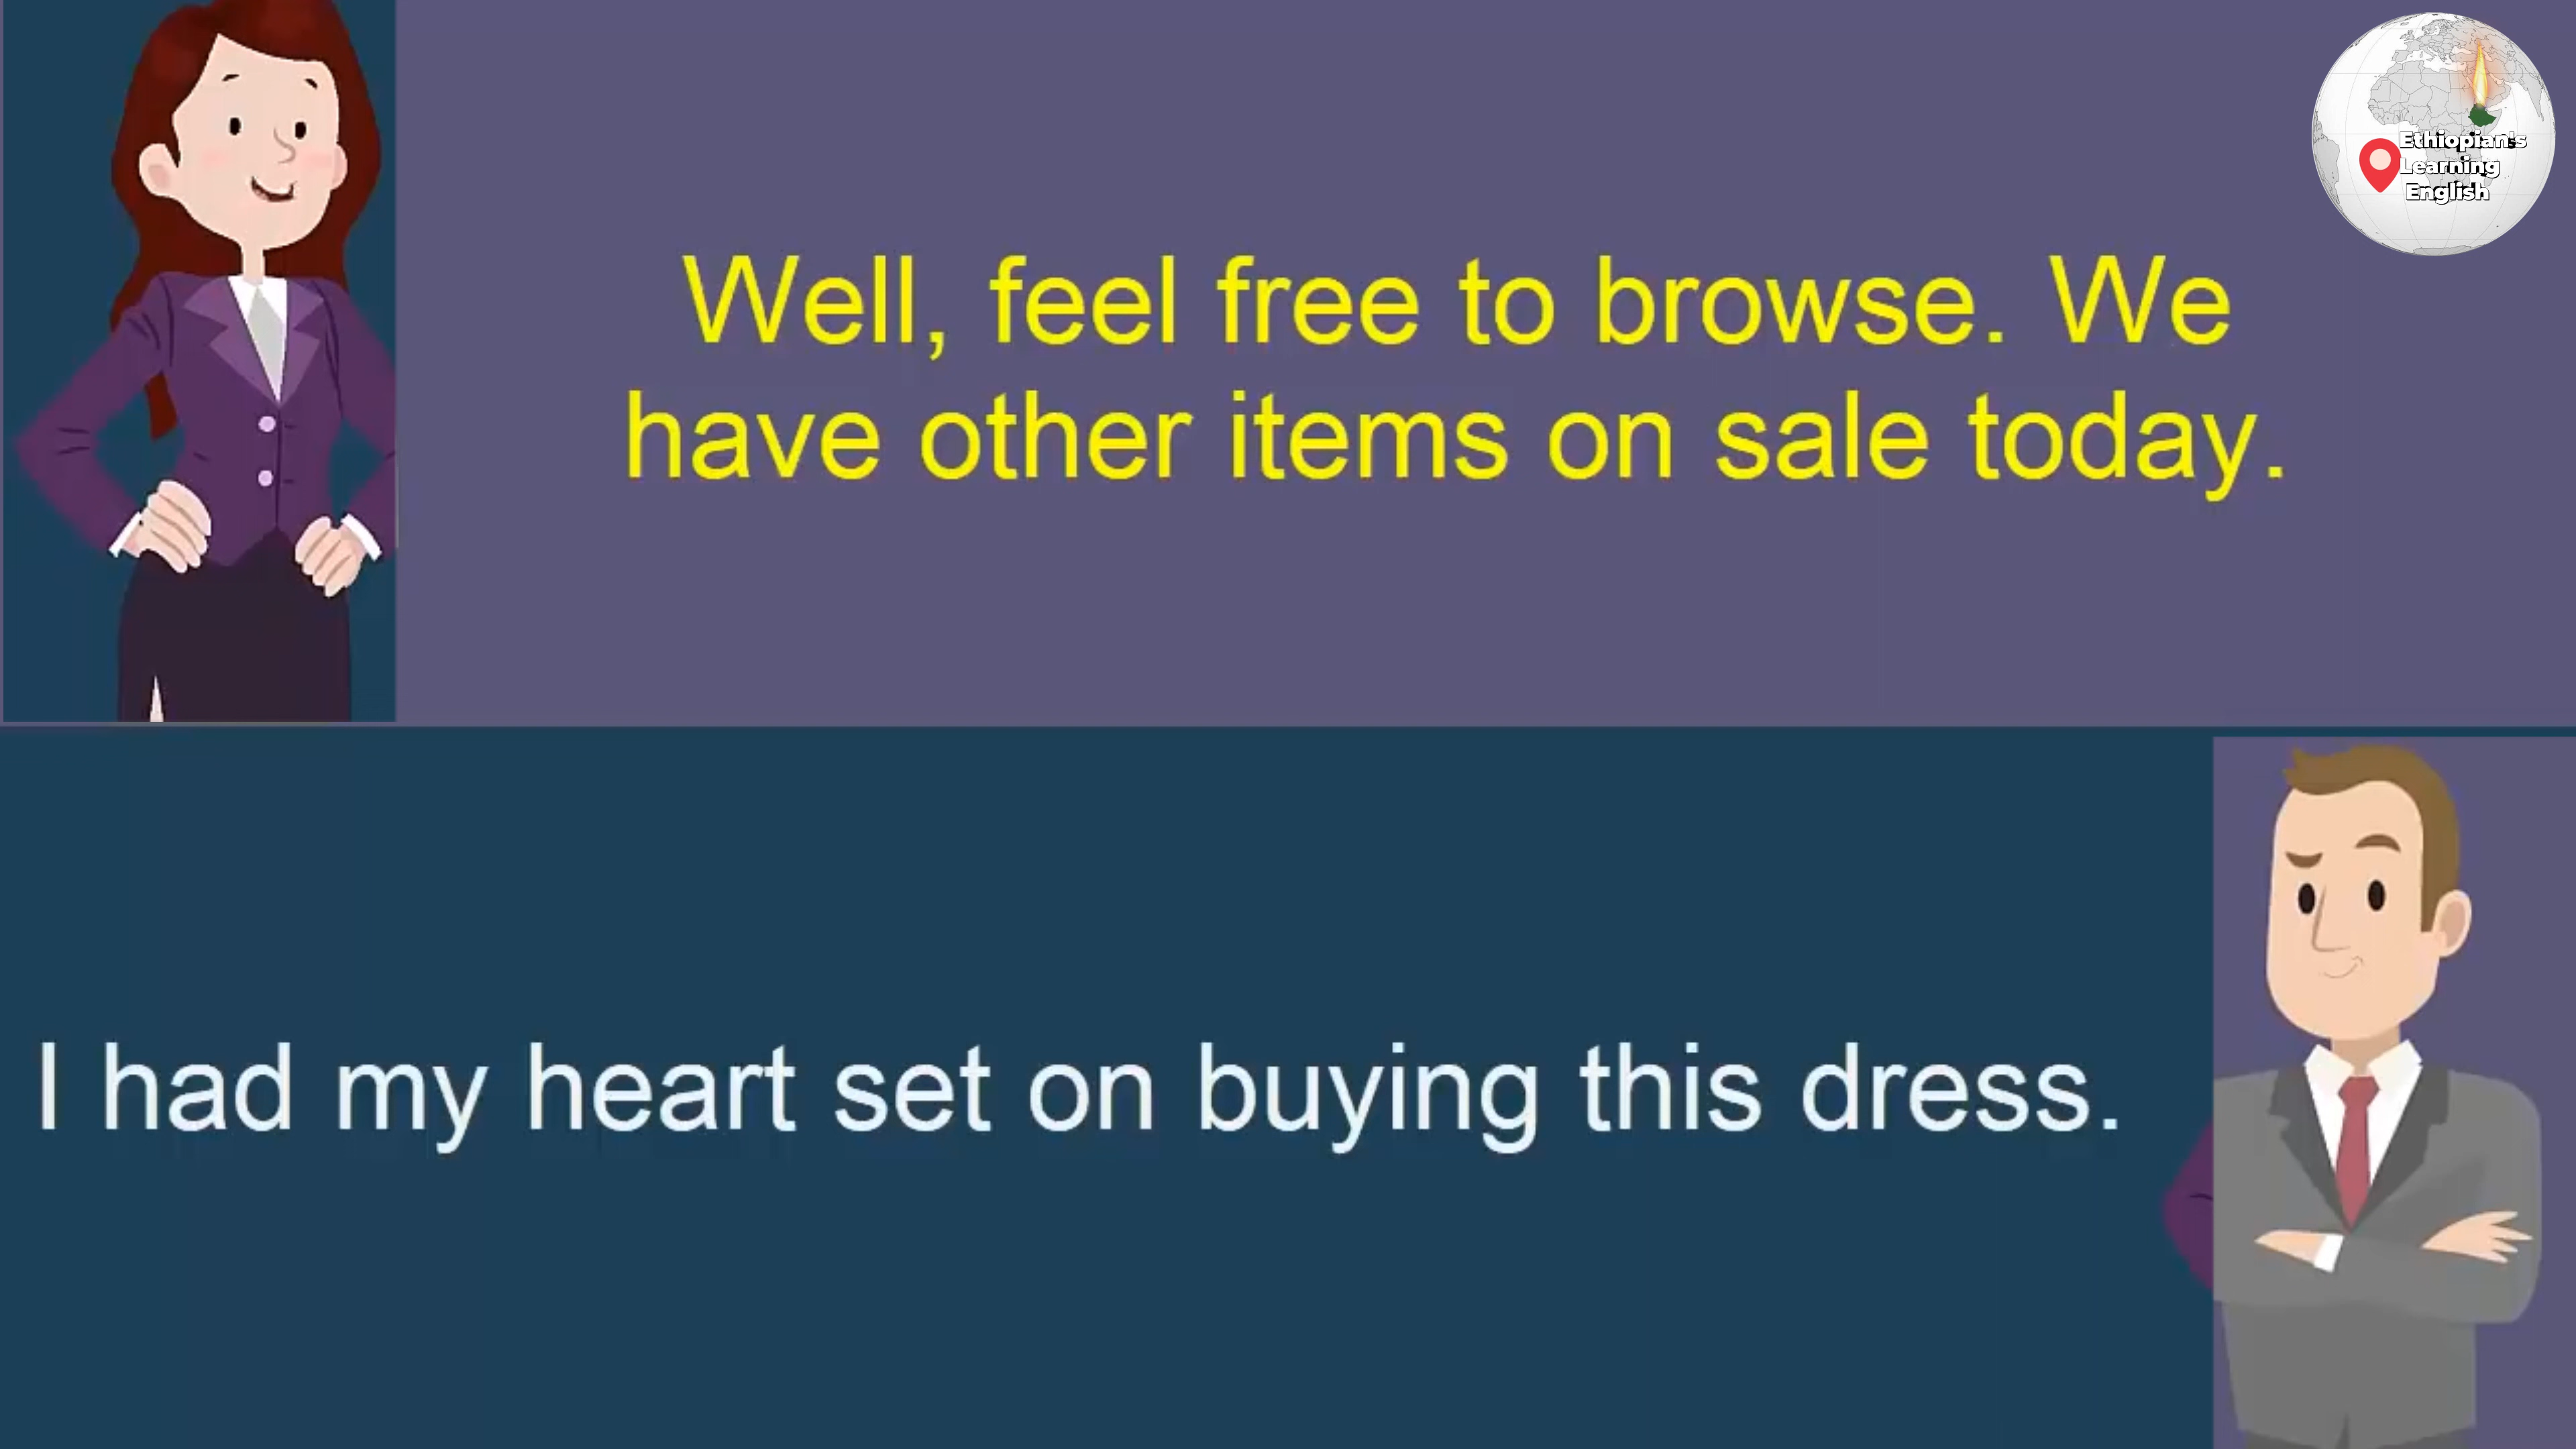 Ethiopian's
Learning
English
Well, feel free to browse. We
have other items on sale today.
I had my heart set on buying this dress.